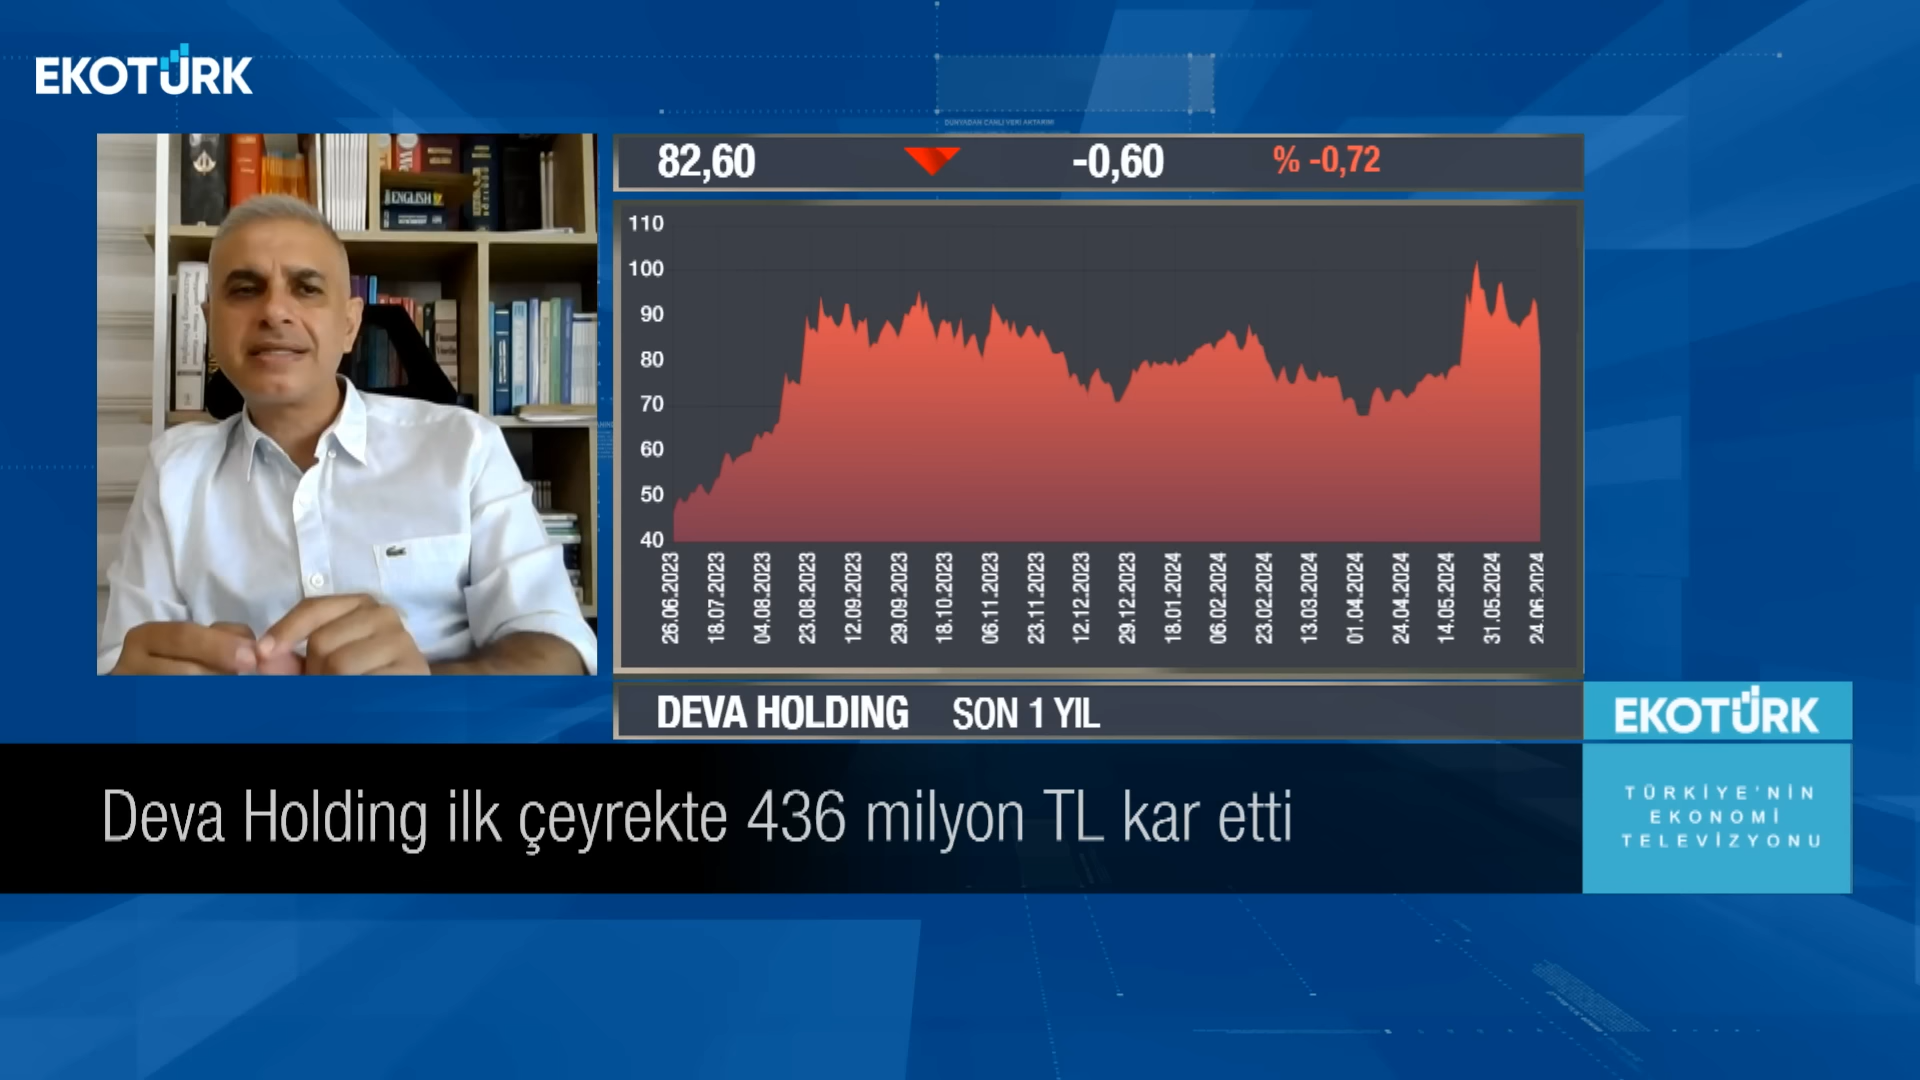 EKOTÜRK
DÜNYADAN CANLI VERİ AKTARIMI
ENGLISH
82,60 -0,60 % -0,72
110
100
90
80
70
60
50
40
26.06.2023 18.07.2023 04.08.2023 23.08.2023 12.09.2023 29.09.2023 18.10.2023 06.11.2023 23.11.2023 12.12.2023 29.12.2023 18.01.2024 06.02.2024 23.02.2024 13.03.2024 01.04.2024 24.04.2024 14.05.2024 31.05.2024 24.06.2024
DEVA HOLDING SON 1 YIL
EKOTÜRK
Deva Holding ilk çeyrekte 436 milyon TL kar etti
TÜRKİYE'NİN
EKONOMİ
TELEVİZYONU